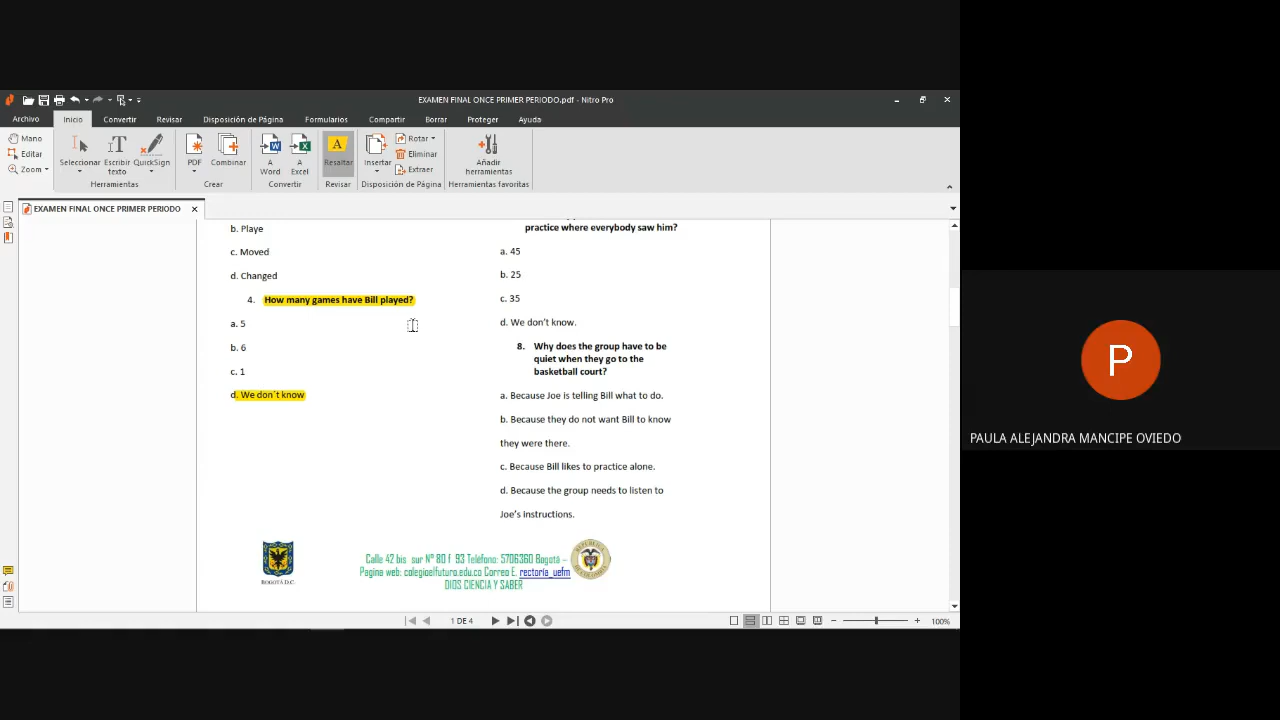 EXAMEN FINAL ONCE PRIMER PERIODO.pdf - Nitro Pro
Archivo Inicio Convertir Revisar Disposición de Página Formularios Compartir Borrar Proteger Ayuda
Mano
Editar
Zoom
Seleccionar
Escribir texto
QuickSign
Herramientas
PDF
Combinar
Crear
A Word
A Excel
Convertir
A
Resaltar
Revisar
Insertar
Rotar
Eliminar
Extraer
Disposición de Página
Añadir herramientas
Herramientas favoritas
EXAMEN FINAL ONCE PRIMER PERIODO
b. Playe
c. Moved
d. Changed
4. How many games have Bill played?
a. 5
b. 6
c. 1
d. We don´t know
practice where everybody saw him?
a. 45
b. 25
c. 35
d. We don't know.
8. Why does the group have to be
quiet when they go to the
basketball court?
a. Because Joe is telling Bill what to do.
b. Because they do not want Bill to know
they were there.
c. Because Bill likes to practice alone.
d. Because the group needs to listen to
Joe's instructions.
BOGOTÁ D.C.
Calle 42 bis sur N° 80 f 93 Teléfono: 5706360 Bogotá –
Pagina web: colegioelfuturo.edu.co Correo E. rectoria_uefm
DIOS CIENCIA Y SABER
1 DE 4
100%
P
PAULA ALEJANDRA MANCIPE OVIEDO